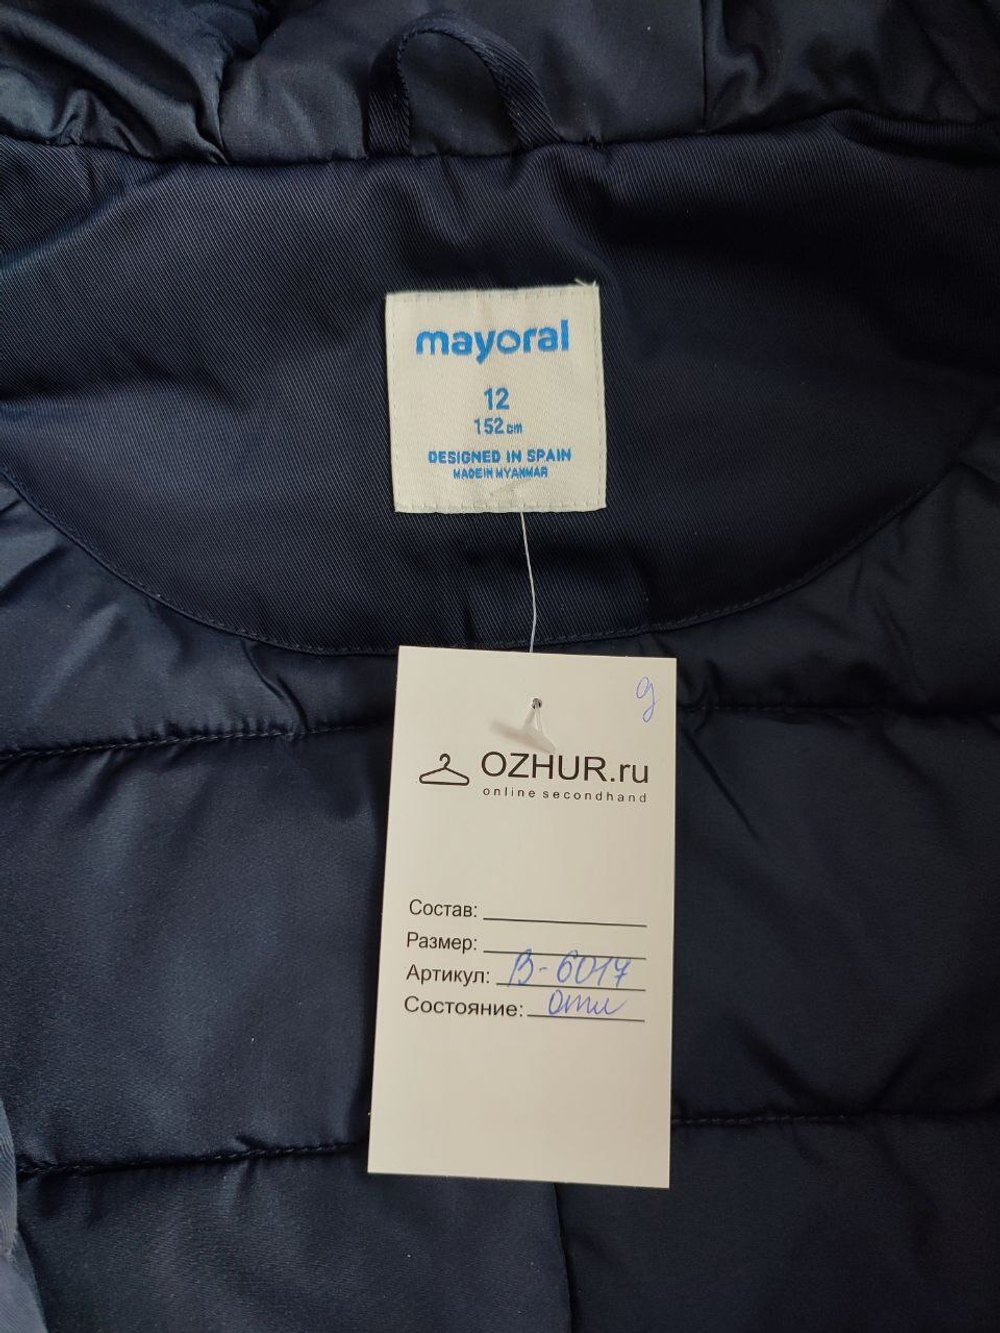 mayoral
12
152cm
DESIGNED IN SPAIN
MADE IN MYANMAR
g
OZHUR.ru
online secondhand
Состав:
Размер:
Артикул: В-6017
Состояние: отл